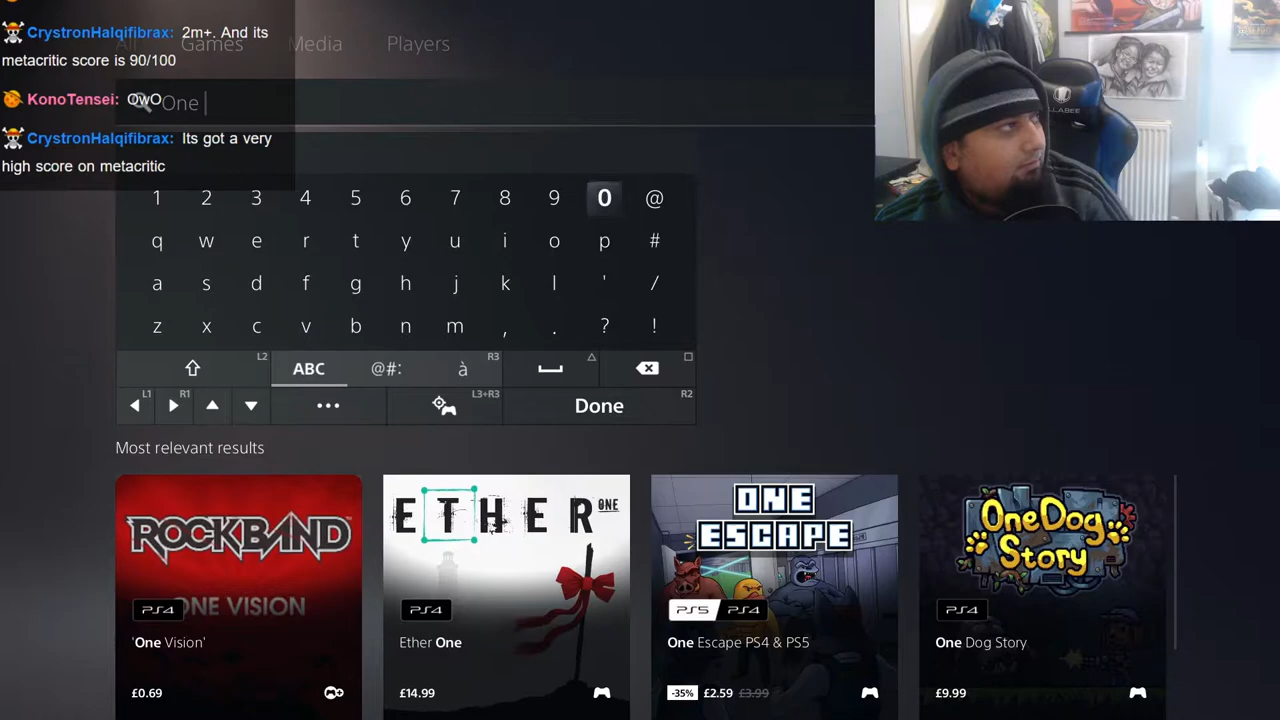 CrystronHalqifibrax: 2m+. And its
metacritic score is 90/100
KonoTensei: OwO
CrystronHalqifibrax: Its got a very
high score on metacritic
All Games Media Players
One
1 2 3 4 5 6 7 8 9 0 @
q w e r t y u i o p #
a s d f g h j k l ' /
z x c v b n m , . ? !
L2 ABC @#: à R3
L1 R1 ••• L3+R3 Done R2
Most relevant results
ROCKBAND
ONE VISION
PS4
'One Vision'
£0.69
ETHER ONE
PS4
Ether One
£14.99
ONE
ESCAPE
PS5 PS4
One Escape PS4 & PS5
-35% £2.59 £3.99
One Dog
Story
PS4
One Dog Story
£9.99